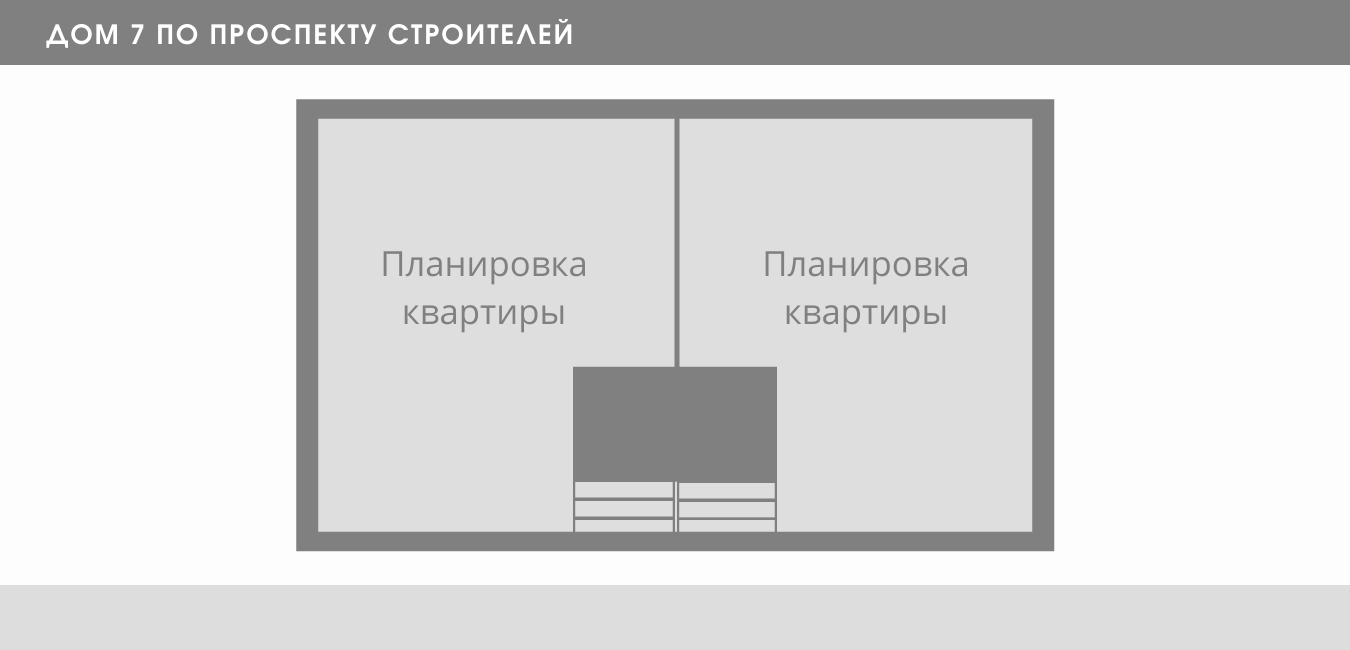 ДОМ 7 ПО ПРОСПЕКТУ СТРОИТЕЛЕЙ
Планировка
квартиры
Планировка
квартиры